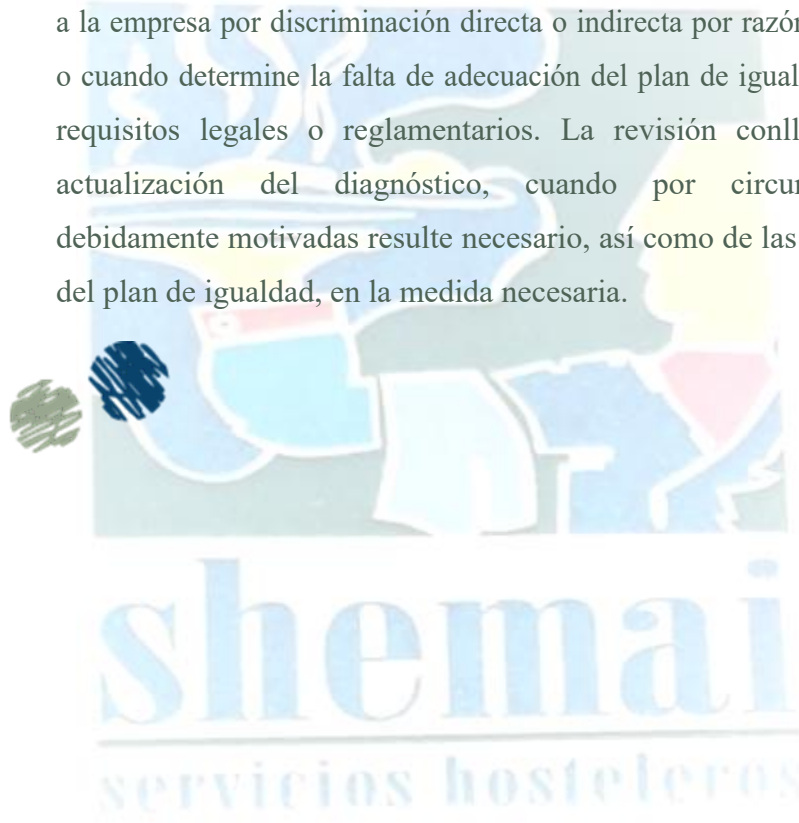 a la empresa por discriminación directa o indirecta por razón
o cuando determine la falta de adecuación del plan de igual
requisitos legales o reglamentarios. La revisión conll
actualización del diagnóstico, cuando por circun
debidamente motivadas resulte necesario, así como de las
del plan de igualdad, en la medida necesaria.
shemai
servicios hosteleros